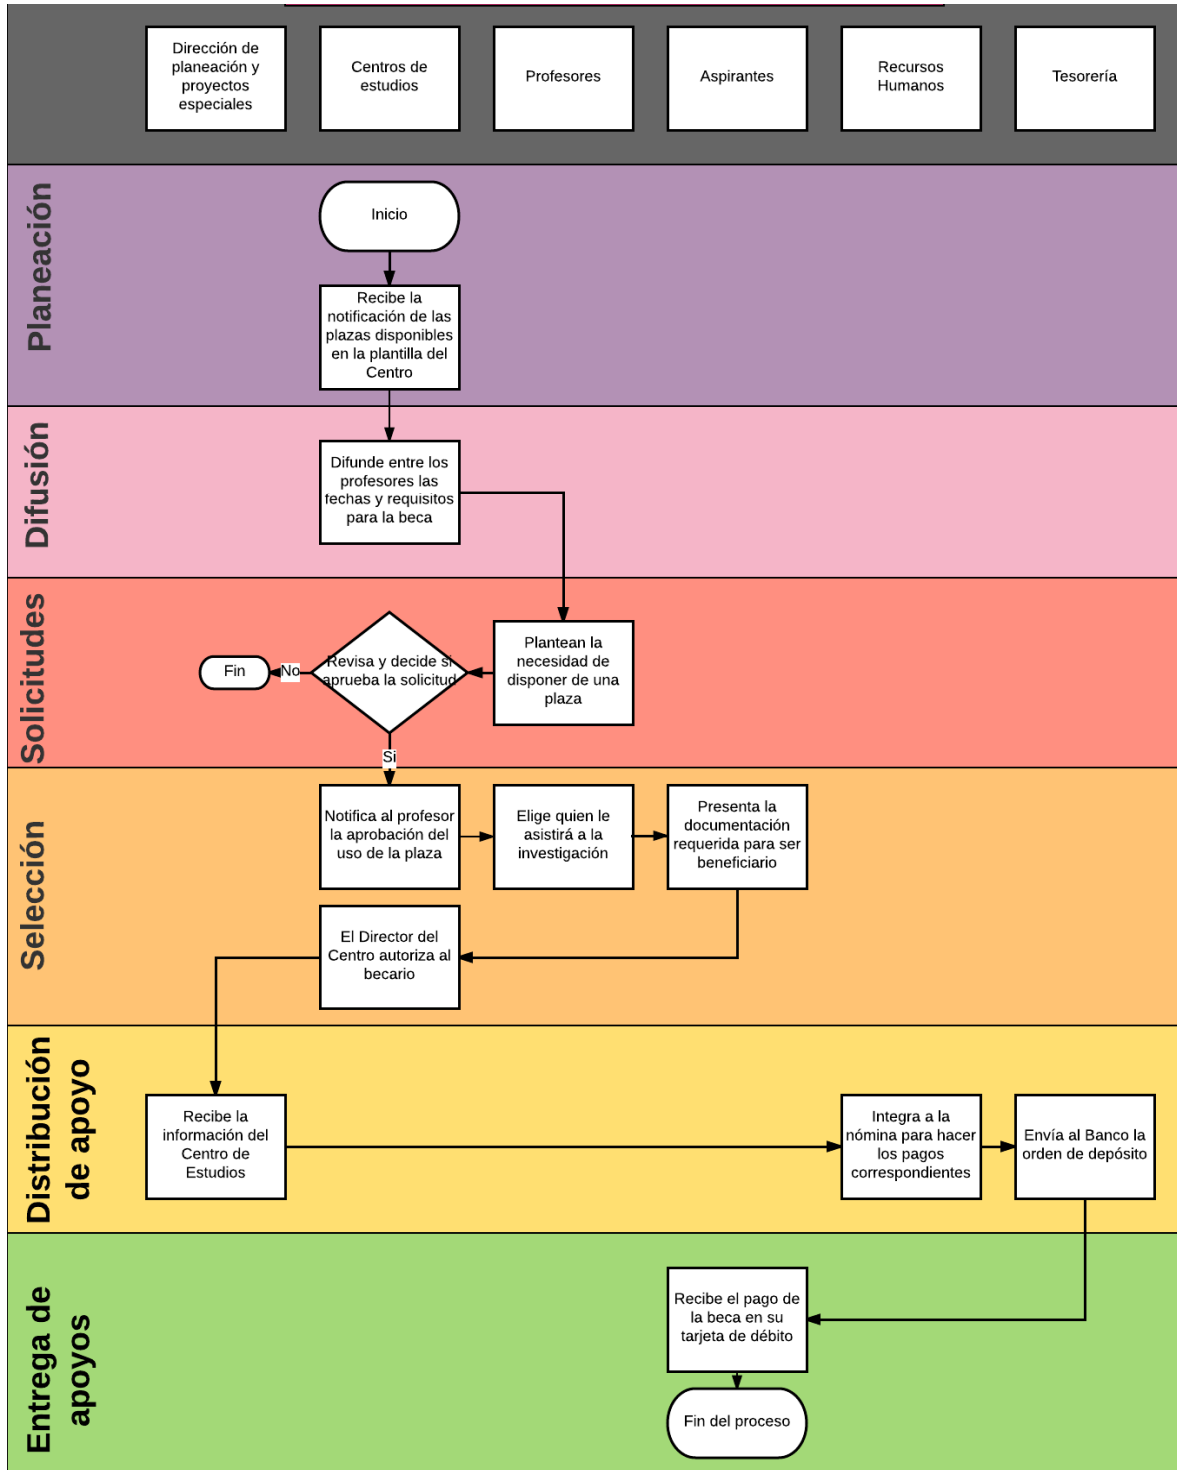 Dirección de
planeación y
proyectos
especiales
Centros de
estudios
Profesores
Aspirantes
Recursos
Humanos
Tesorería
Planeación
Inicio
Recibe la
notificación de las
plazas disponibles
en la plantilla del
Centro
Difusión
Difunde entre los
profesores las
fechas y requisitos
para la beca
Solicitudes
Fin
No
Revisa y decide si
aprueba la solicitud
Plantean la
necesidad de
disponer de una
plaza
Si
Selección
Notifica al profesor
la aprobación del
uso de la plaza
Elige quien le
asistirá a la
investigación
Presenta la
documentación
requerida para ser
beneficiario
El Director del
Centro autoriza al
becario
Distribución
de apoyo
Recibe la
información del
Centro de
Estudios
Integra a la
nómina para hacer
los pagos
correspondientes
Envía al Banco la
orden de depósito
Entrega de
apoyos
Recibe el pago de
la beca en su
tarjeta de débito
Fin del proceso